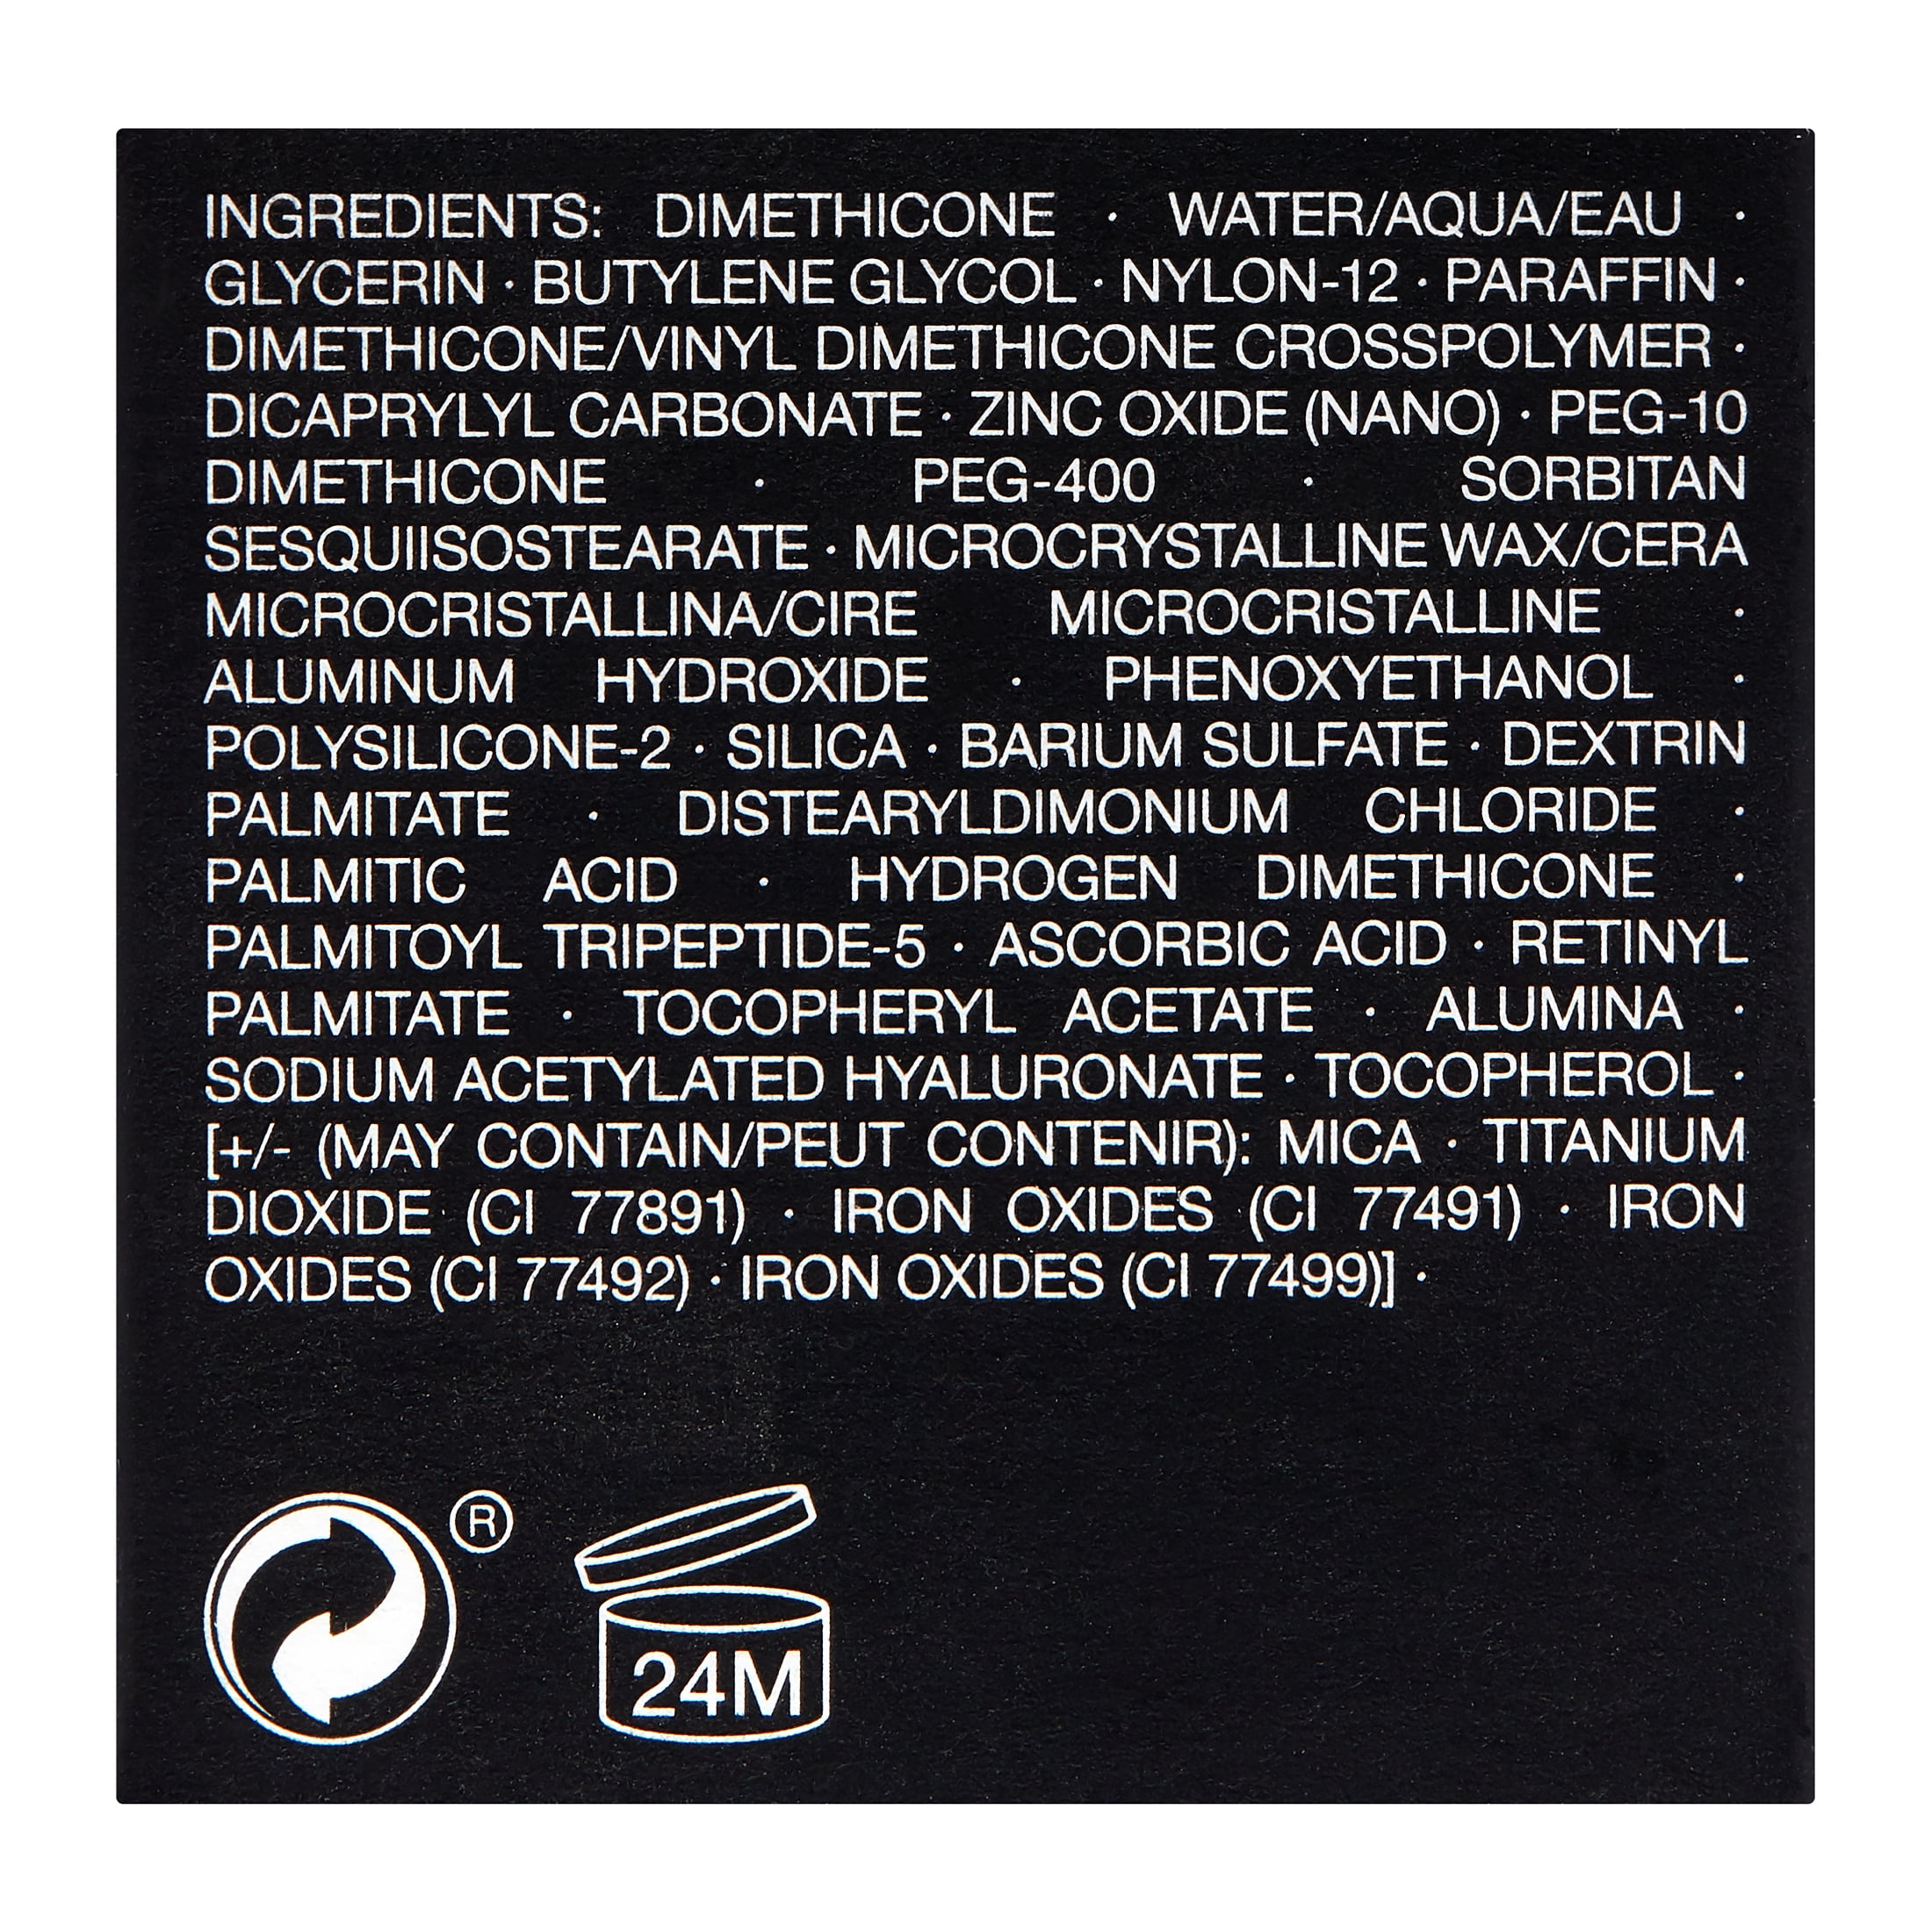 INGREDIENTS: DIMETHICONE · WATER/AQUA/EAU ·
GLYCERIN · BUTYLENE GLYCOL · NYLON-12 · PARAFFIN ·
DIMETHICONE/VINYL DIMETHICONE CROSSPOLYMER ·
DICAPRYLYL CARBONATE · ZINC OXIDE (NANO) · PEG-10
DIMETHICONE · PEG-400 · SORBITAN
SESQUIISOSTEARATE · MICROCRYSTALLINE WAX/CERA
MICROCRISTALLINA/CIRE MICROCRISTALLINE ·
ALUMINUM HYDROXIDE · PHENOXYETHANOL ·
POLYSILICONE-2 · SILICA · BARIUM SULFATE · DEXTRIN
PALMITATE · DISTEARYLDIMONIUM CHLORIDE ·
PALMITIC ACID · HYDROGEN DIMETHICONE ·
PALMITOYL TRIPEPTIDE-5 · ASCORBIC ACID · RETINYL
PALMITATE · TOCOPHERYL ACETATE · ALUMINA ·
SODIUM ACETYLATED HYALURONATE · TOCOPHEROL ·
[+/- (MAY CONTAIN/PEUT CONTENIR): MICA · TITANIUM
DIOXIDE (CI 77891) · IRON OXIDES (CI 77491) · IRON
OXIDES (CI 77492) · IRON OXIDES (CI 77499)] ·
®
24M